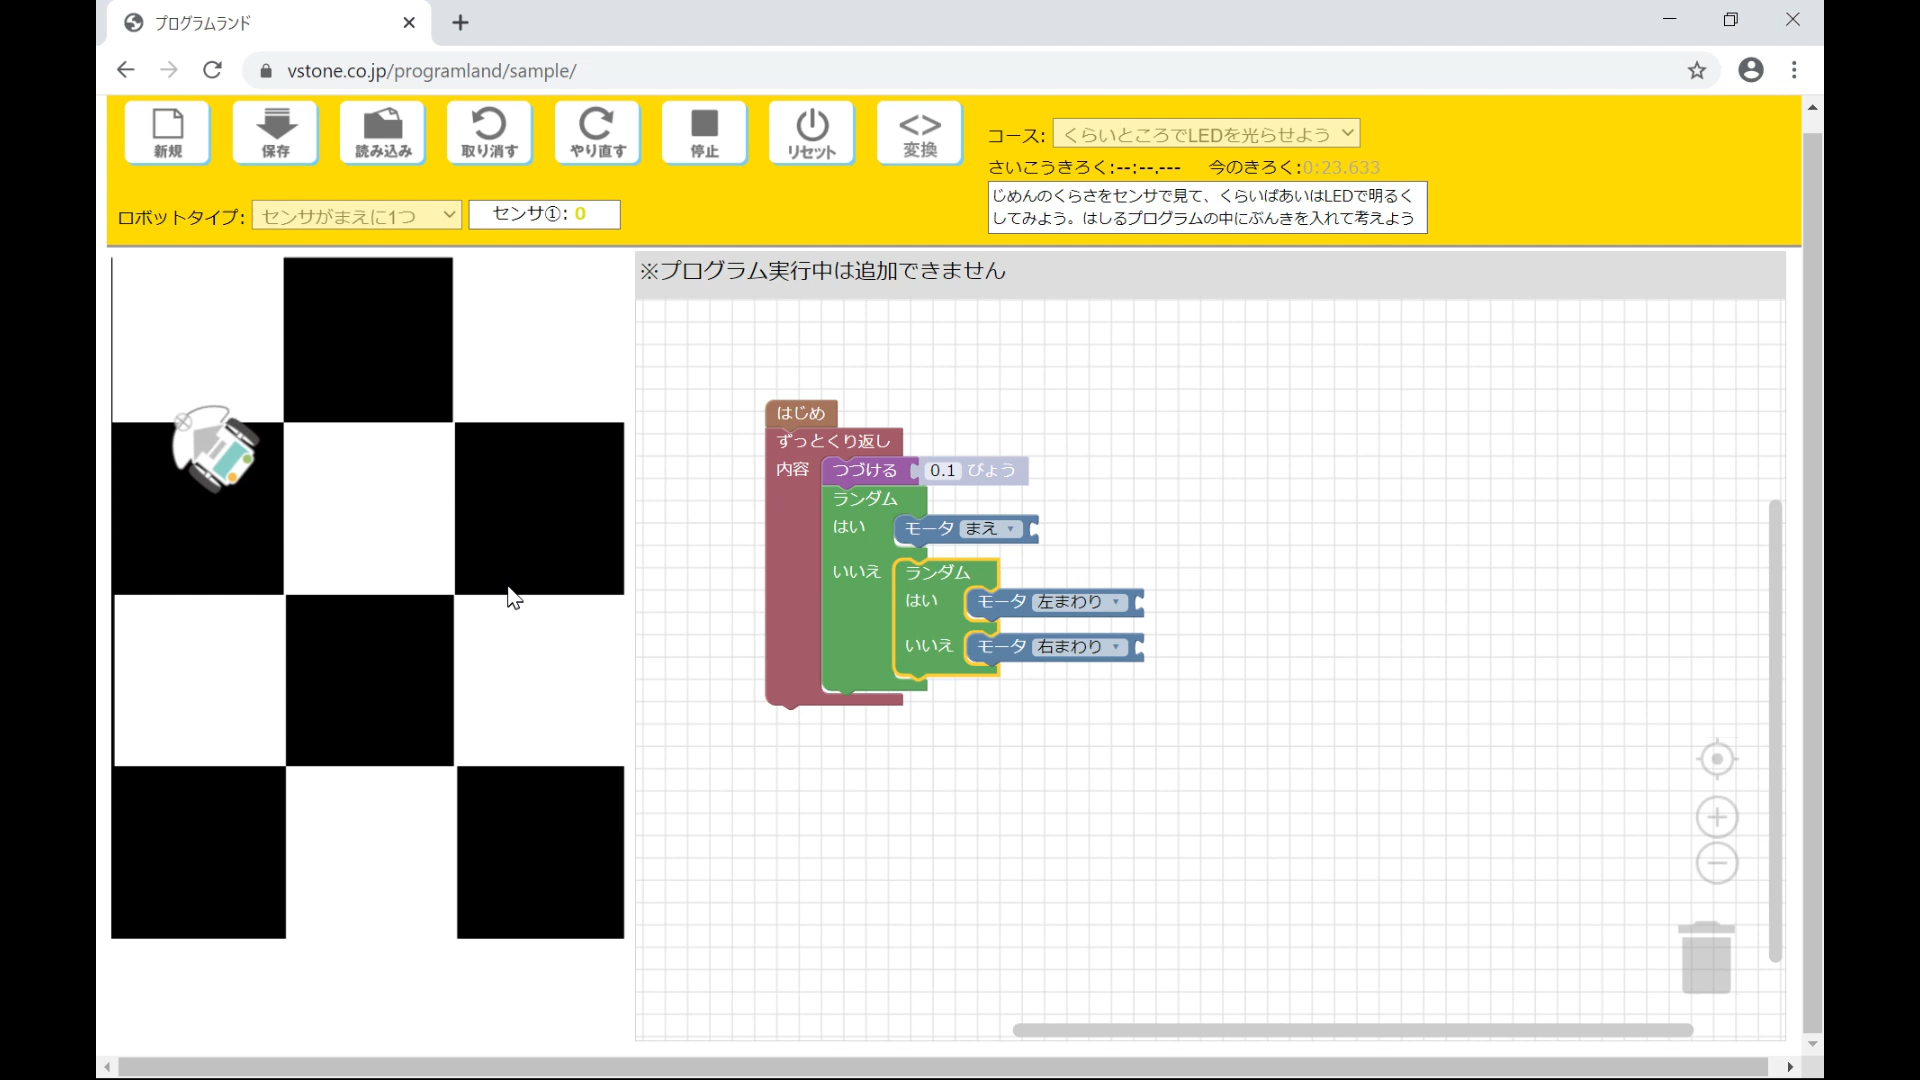 プログラムランド
vstone.co.jp/programland/sample/
新規
保存
読み込み
取り消す
やり直す
停止
リセット
<>
変換
コース: くらいところでLEDを光らせよう
さいこうきろく:--:--.--- 今のきろく:0:23.633
じめんのくらさをセンサで見て、くらいばあいはLEDで明るく
してみよう。はしるプログラムの中にぶんきを入れて考えよう
ロボットタイプ: センサがまえに1つ センサ①: 0
※プログラム実行中は追加できません
はじめ
ずっとくり返し
内容 つづける 0.1 びょう
ランダム
はい モータ まえ
いいえ ランダム
はい モータ 左まわり
いいえ モータ 右まわり